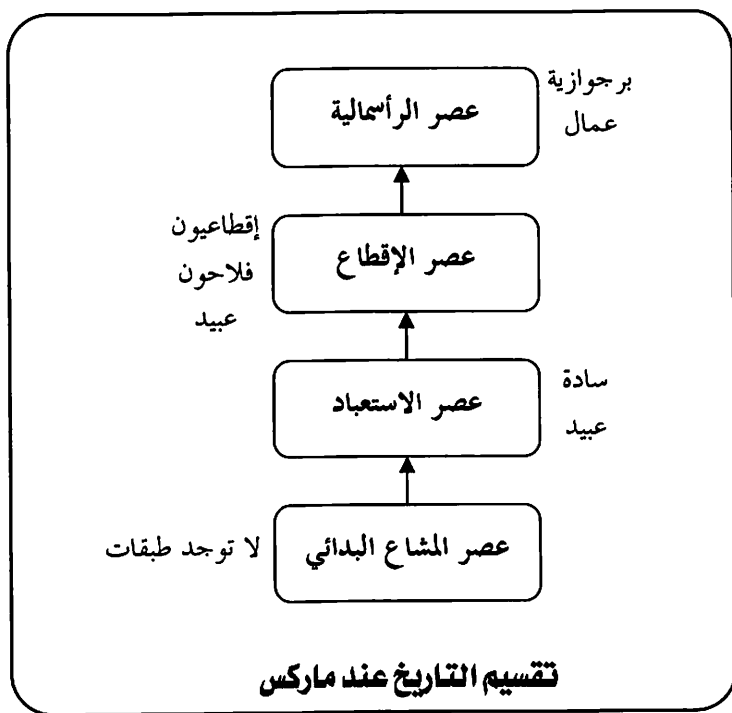 برجوازية
عمال
عصر الرأسمالية
إقطاعيون
فلاحون
عبيد
عصر الإقطاع
سادة
عبيد
عصر الاستعباد
عصر المشاع البدائي
لا توجد طبقات
تقسيم التاريخ عند ماركس